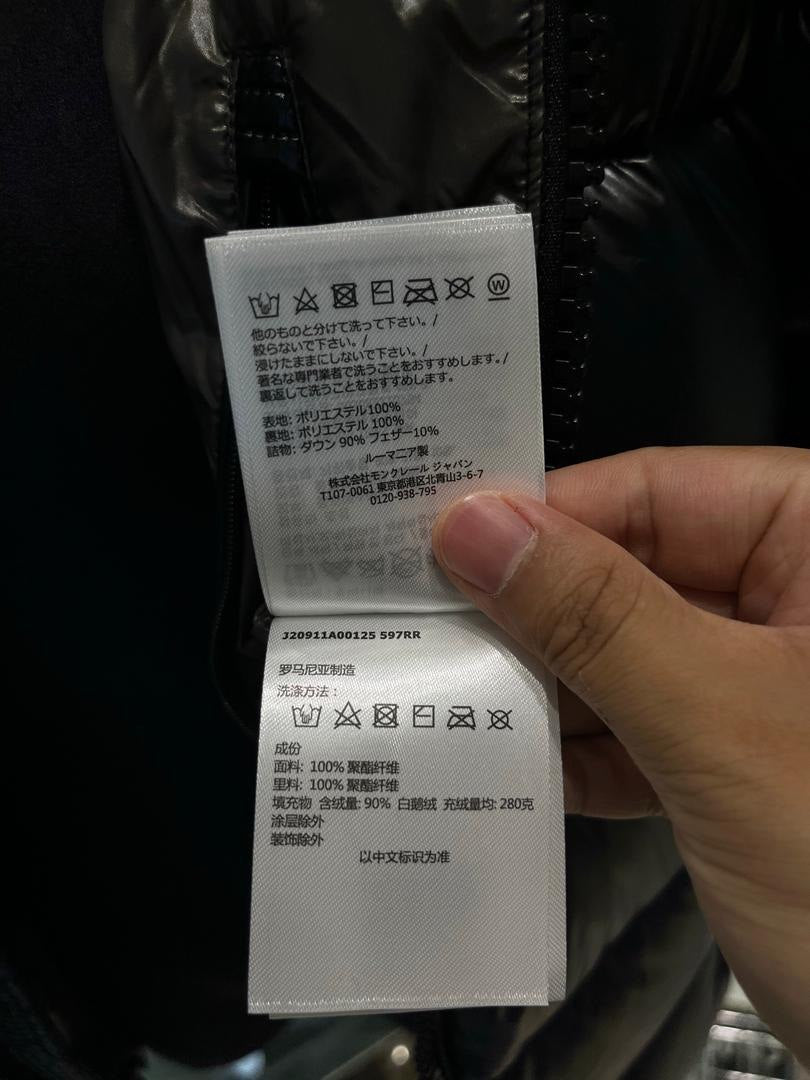 W
他のものと分けて洗って下さい。/
絞らないで下さい。/
浸けたままにしないで下さい。/
著名な専門業者で洗うことをおすすめします。/
裏返して洗うことをおすすめします。
表地: ポリエステル100%
裏地: ポリエステル 100%
詰物: ダウン 90% フェザー10%
ルーマニア製
株式会社モンクレール ジャパン
T107-0061 東京都港区北青山3-6-7
0120-938-795
J20911A00125 597RR
罗马尼亚制造
洗涤方法：
成份
面料: 100% 聚酯纤维
里料: 100% 聚酯纤维
填充物 含绒量: 90% 白鹅绒 充绒量均: 280克
涂层除外
装饰除外
以中文标识为准